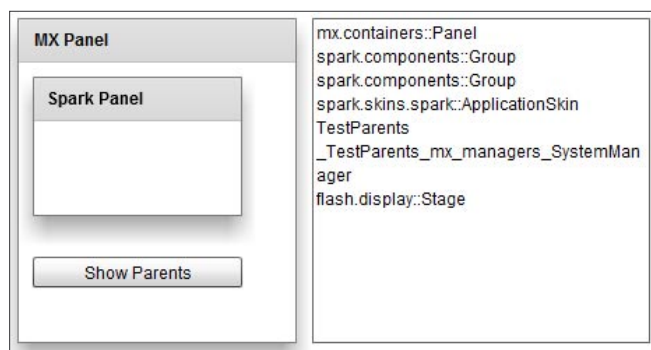 MX Panel
Spark Panel
Show Parents
mx.containers::Panel
spark.components::Group
spark.components::Group
spark.skins.spark::ApplicationSkin
TestParents
_TestParents_mx_managers_SystemMan
ager
flash.display::Stage